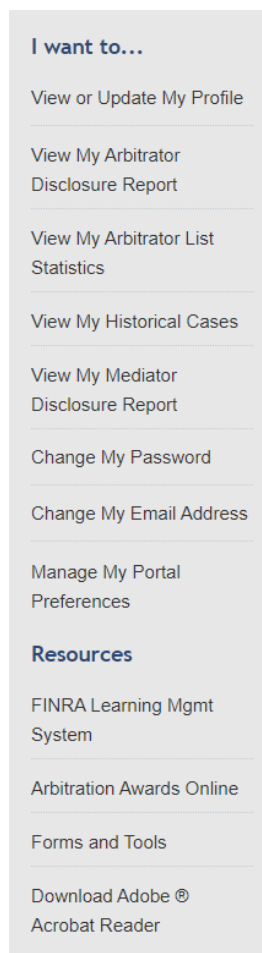 I want to...
View or Update My Profile
View My Arbitrator
Disclosure Report
View My Arbitrator List
Statistics
View My Historical Cases
View My Mediator
Disclosure Report
Change My Password
Change My Email Address
Manage My Portal
Preferences
Resources
FINRA Learning Mgmt
System
Arbitration Awards Online
Forms and Tools
Download Adobe ®
Acrobat Reader